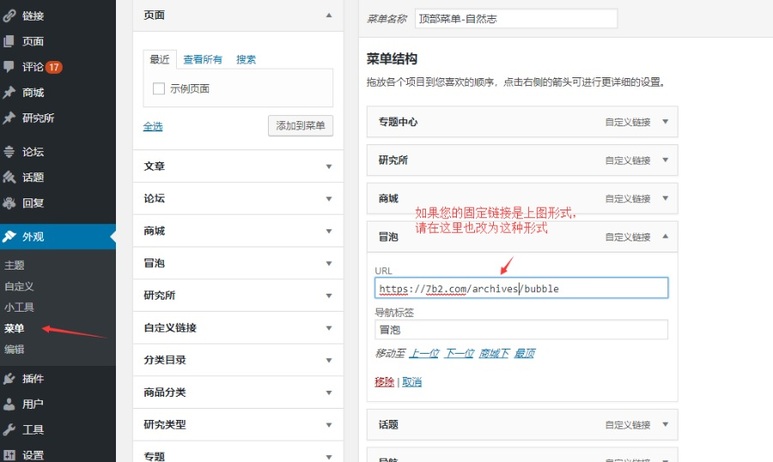 链接
页面
评论 17
商城
研究所
论坛
话题
回复
外观
主题
自定义
小工具
菜单
编辑
插件
用户
工具
设置
页面
最近 查看所有 搜索
示例页面
全选 添加到菜单
文章
论坛
商城
冒泡
研究所
自定义链接
分类目录
商品分类
研究类型
专题
菜单名称 顶部菜单-自然志
菜单结构
拖放各个项目到您喜欢的顺序，点击右侧的箭头可进行更详细的设置。
专题中心 自定义链接
研究所 自定义链接
商城 自定义链接
如果您的固定链接是上图形式，
请在这里也改为这种形式
冒泡 自定义链接
URL
https://7b2.com/archives/bubble
导航标签
冒泡
移动至 上一位 下一位 商城下 最顶
移除 | 取消
话题 自定义链接
导航 自定义链接